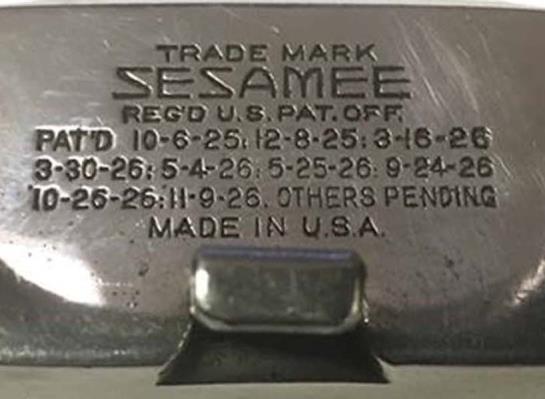 TRADE MARK
SESAMEE
REG'D U.S. PAT. OFF.
PAT'D 10-6-25; 12-8-25; 3-16-26
3-30-26; 5-4-26; 5-25-26; 9-24-26
10-26-26; 11-9-26. OTHERS PENDING
MADE IN U.S.A.